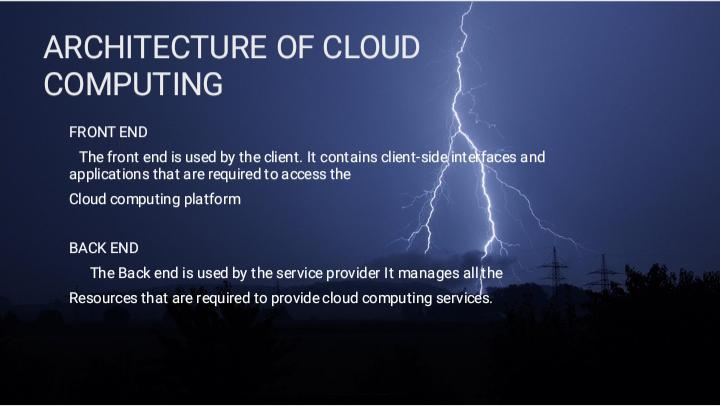 ARCHITECTURE OF CLOUD
COMPUTING
FRONT END
The front end is used by the client. It contains client-side interfaces and
applications that are required to access the
Cloud computing platform
BACK END
The Back end is used by the service provider It manages all the
Resources that are required to provide cloud computing services.